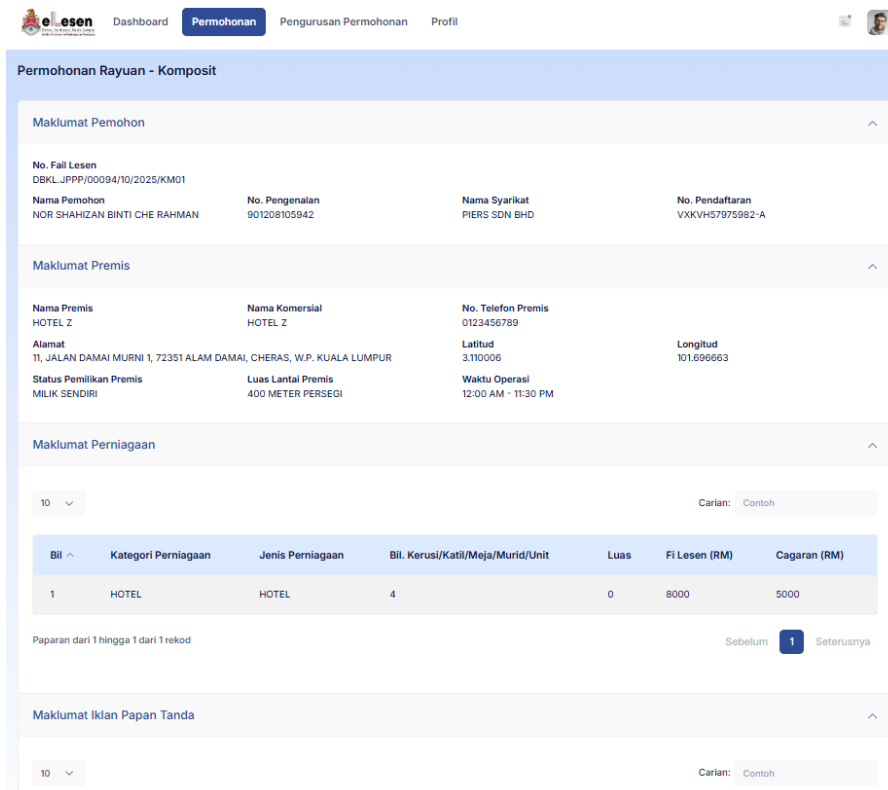 eLesen
Dashboard Permohonan Pengurusan Permohonan Profil
Permohonan Rayuan - Komposit
Maklumat Pemohon
No. Fail Lesen
DBKL.JPPP/00094/10/2025/KM01
Nama Pemohon No. Pengenalan Nama Syarikat No. Pendaftaran
NOR SHAHIZAN BINTI CHE RAHMAN 901208105942 PIERS SDN BHD VXKVH57975982-A
Maklumat Premis
Nama Premis Nama Komersial No. Telefon Premis
HOTEL Z HOTEL Z 0123456789
Alamat Latitud Longitud
11, JALAN DAMAI MURNI 1, 72351 ALAM DAMAI, CHERAS, W.P. KUALA LUMPUR 3.110006 101.696663
Status Pemilikan Premis Luas Lantai Premis Waktu Operasi
MILIK SENDIRI 400 METER PERSEGI 12:00 AM - 11:30 PM
Maklumat Perniagaan
10 Carian: Contoh
Bil Kategori Perniagaan Jenis Perniagaan Bil. Kerusi/Katil/Meja/Murid/Unit Luas Fi Lesen (RM) Cagaran (RM)
1 HOTEL HOTEL 4 0 8000 5000
Paparan dari 1 hingga 1 dari 1 rekod Sebelum 1 Seterusnya
Maklumat Iklan Papan Tanda
10 Carian: Contoh